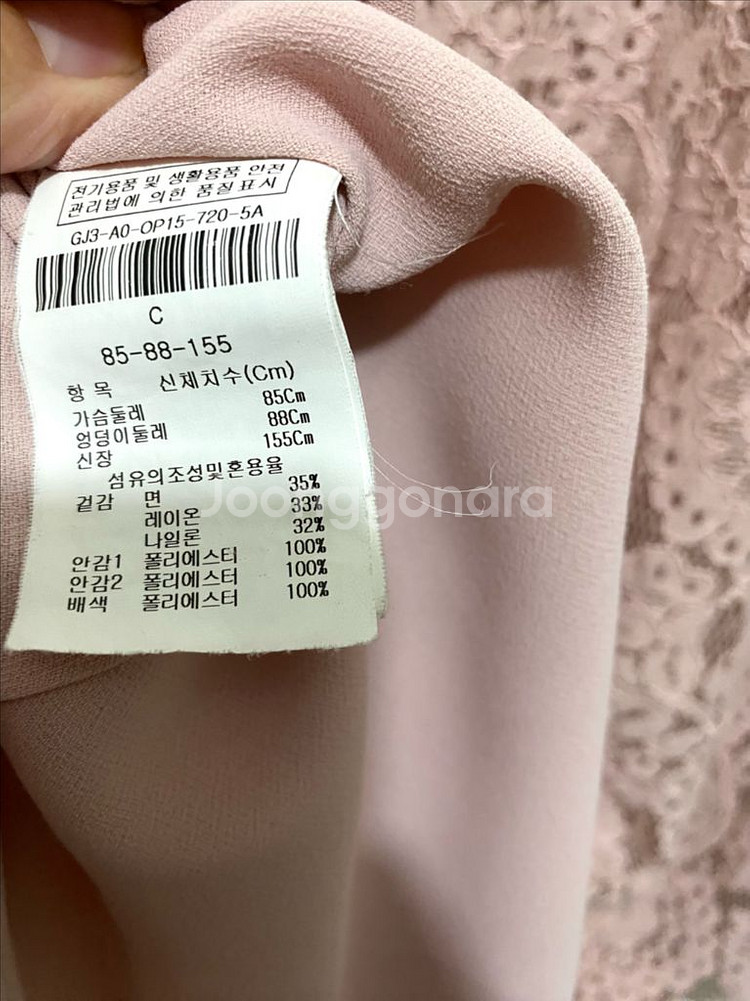 전기용품 및 생활용품 안전
관리법에 의한 품질표시
GJ3-A0-OP15-720-5A
C
85-88-155
항 목 신체치수(Cm)
가슴둘레 85Cm
엉덩이둘레 88Cm
신장 155Cm
섬유의조성및혼용율
겉감 면 35%
레이온 33%
나일론 32%
안감1 폴리에스터 100%
안감2 폴리에스터 100%
배색 폴리에스터 100%
Joonggonara